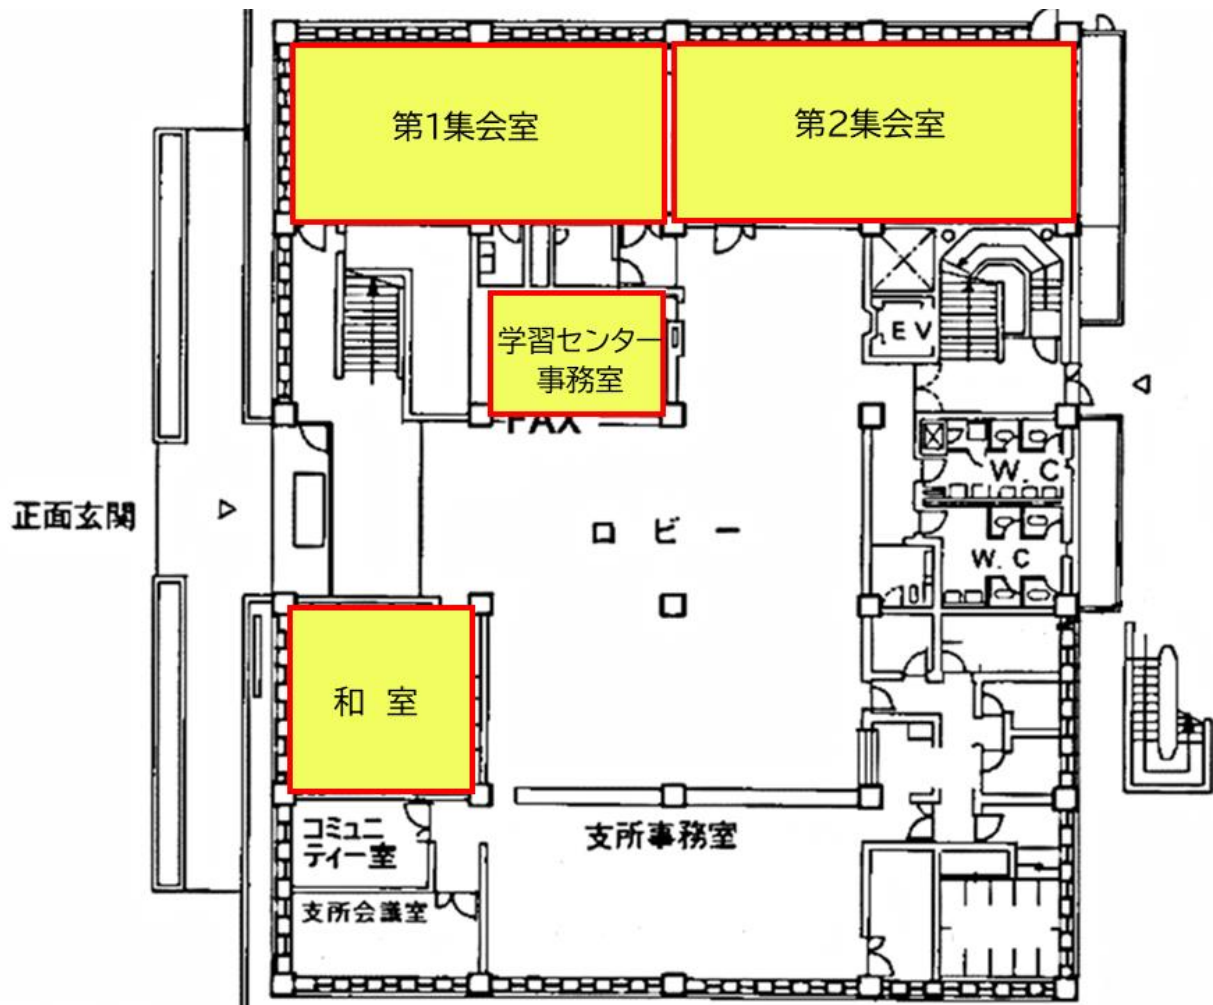 第1集会室
第2集会室
学習センター
事務室
EV
FAX
W.C
正面玄関
ロビー
W.C
和 室
コミュニ
ティー室
支所事務室
支所会議室